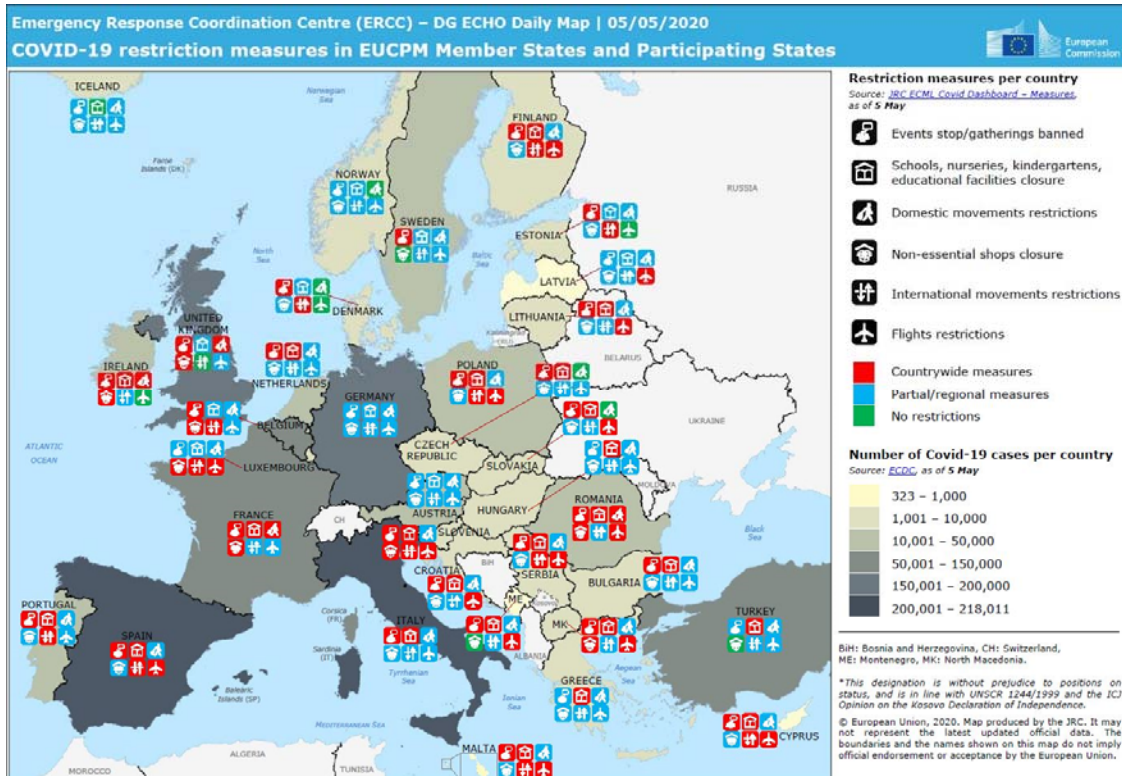 Emergency Response Coordination Centre (ERCC) – DG ECHO Daily Map | 05/05/2020
COVID-19 restriction measures in EUCPM Member States and Participating States
European
Commission
ICELAND
Norwegian
Sea
Faroe
Islands (DK)
FINLAND
NORWAY
RUSSIA
SWEDEN
ESTONIA
North
Sea
Baltic
Sea
LATVIA
DENMARK
LITHUANIA
Kaliningrad
(RU)
UNITED
KINGDOM
BELARUS
IRELAND
NETHERLANDS
POLAND
GERMANY
BELGIUM
UKRAINE
ATLANTIC
OCEAN
CZECH
REPUBLIC
LUXEMBOURG
SLOVAKIA
MOLDOVA
AUSTRIA
HUNGARY
ROMANIA
FRANCE
CH
SLOVENIA
Black
Sea
CROATIA
BiH
SERBIA
BULGARIA
PORTUGAL
Corsica
(FR)
ITALY
ME
Kosovo
TURKEY
SPAIN
Sardinia
(IT)
MK
ALBANIA
Tyrrhenian
Sea
Aegean
Sea
Balearic
Islands (SP)
GREECE
Ionian
Sea
MEDITERRANEAN SEA
CYPRUS
MALTA
ALGERIA
MOROCCO
TUNISIA
Restriction measures per country
Source: JRC ECML Covid Dashboard – Measures,
as of 5 May
Events stop/gatherings banned
Schools, nurseries, kindergartens,
educational facilities closure
Domestic movements restrictions
Non-essential shops closure
International movements restrictions
Flights restrictions
Countrywide measures
Partial/regional measures
No restrictions
Number of Covid-19 cases per country
Source: ECDC, as of 5 May
323 – 1,000
1,001 – 10,000
10,001 – 50,000
50,001 – 150,000
150,001 – 200,000
200,001 – 218,011
BiH: Bosnia and Herzegovina, CH: Switzerland,
ME: Montenegro, MK: North Macedonia.
*This designation is without prejudice to positions on
status, and is in line with UNSCR 1244/1999 and the ICJ
Opinion on the Kosovo Declaration of Independence.
© European Union, 2020. Map produced by the JRC. It may
not represent the latest updated official data. The
boundaries and the names shown on this map do not imply
official endorsement or acceptance by the European Union.